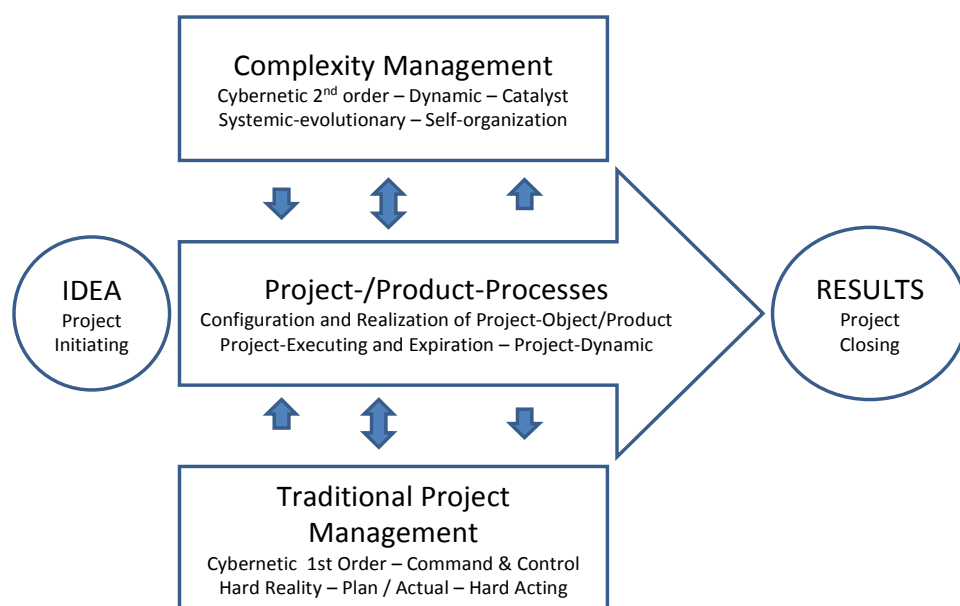 Complexity Management
Cybernetic 2nd order – Dynamic – Catalyst
Systemic-evolutionary – Self-organization
IDEA
Project
Initiating
Project-/Product-Processes
Configuration and Realization of Project-Object/Product
Project-Executing and Expiration – Project-Dynamic
RESULTS
Project
Closing
Traditional Project
Management
Cybernetic 1st Order – Command & Control
Hard Reality – Plan / Actual – Hard Acting